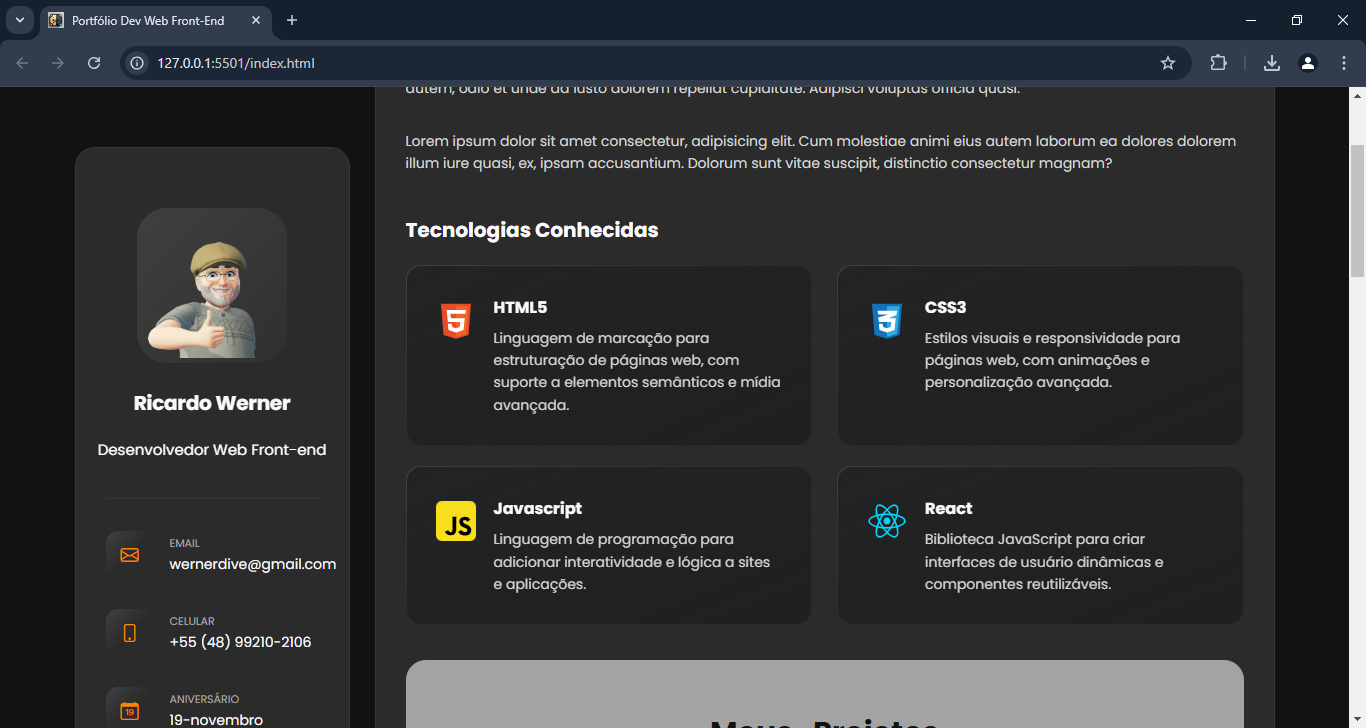 Portfólio Dev Web Front-End
127.0.0.1:5501/index.html
autem, odio et unde ad iusto dolorem repellat cupiditate. Adipisci voluptas officia quasi.
Lorem ipsum dolor sit amet consectetur, adipisicing elit. Cum molestiae animi eius autem laborum ea dolores dolorem
illum iure quasi, ex, ipsam accusantium. Dolorum sunt vitae suscipit, distinctio consectetur magnam?
Ricardo Werner
Desenvolvedor Web Front-end
EMAIL
wernerdive@gmail.com
CELULAR
+55 (48) 99210-2106
19
ANIVERSÁRIO
19-novembro
Tecnologias Conhecidas
5
HTML5
Linguagem de marcação para
estruturação de páginas web, com
suporte a elementos semânticos e mídia
avançada.
3
CSS3
Estilos visuais e responsividade para
páginas web, com animações e
personalização avançada.
JS
Javascript
Linguagem de programação para
adicionar interatividade e lógica a sites
e aplicações.
React
Biblioteca JavaScript para criar
interfaces de usuário dinâmicas e
componentes reutilizáveis.
Meus Projetos